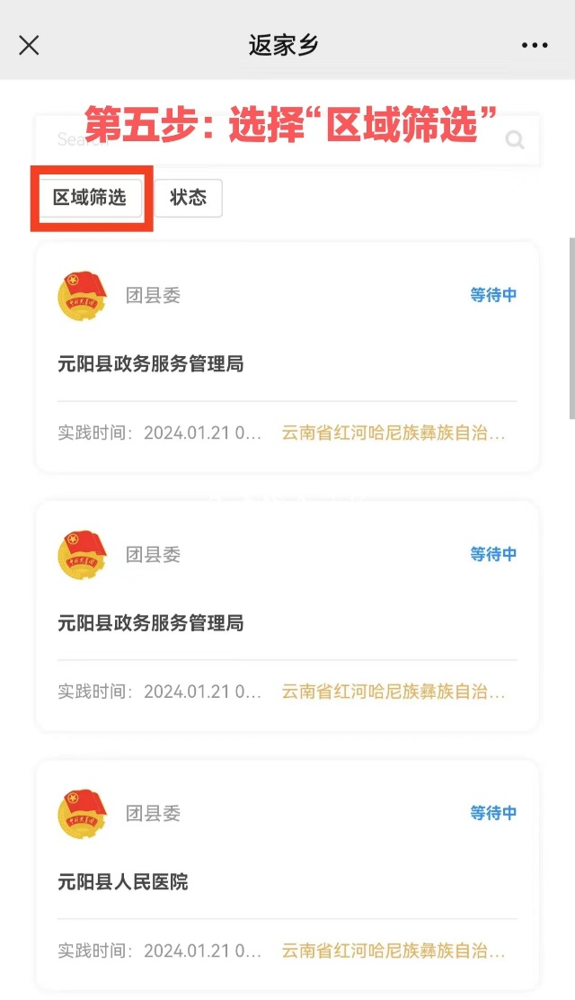 返家乡
第五步：选择“区域筛选”
区域筛选 状态
团县委 等待中
元阳县政务服务管理局
实践时间：2024.01.21 0... 云南省红河哈尼族彝族自治...
团县委 等待中
元阳县政务服务管理局
实践时间：2024.01.21 0... 云南省红河哈尼族彝族自治...
团县委 等待中
元阳县人民医院
实践时间：2024.01.21 0... 云南省红河哈尼族彝族自治...